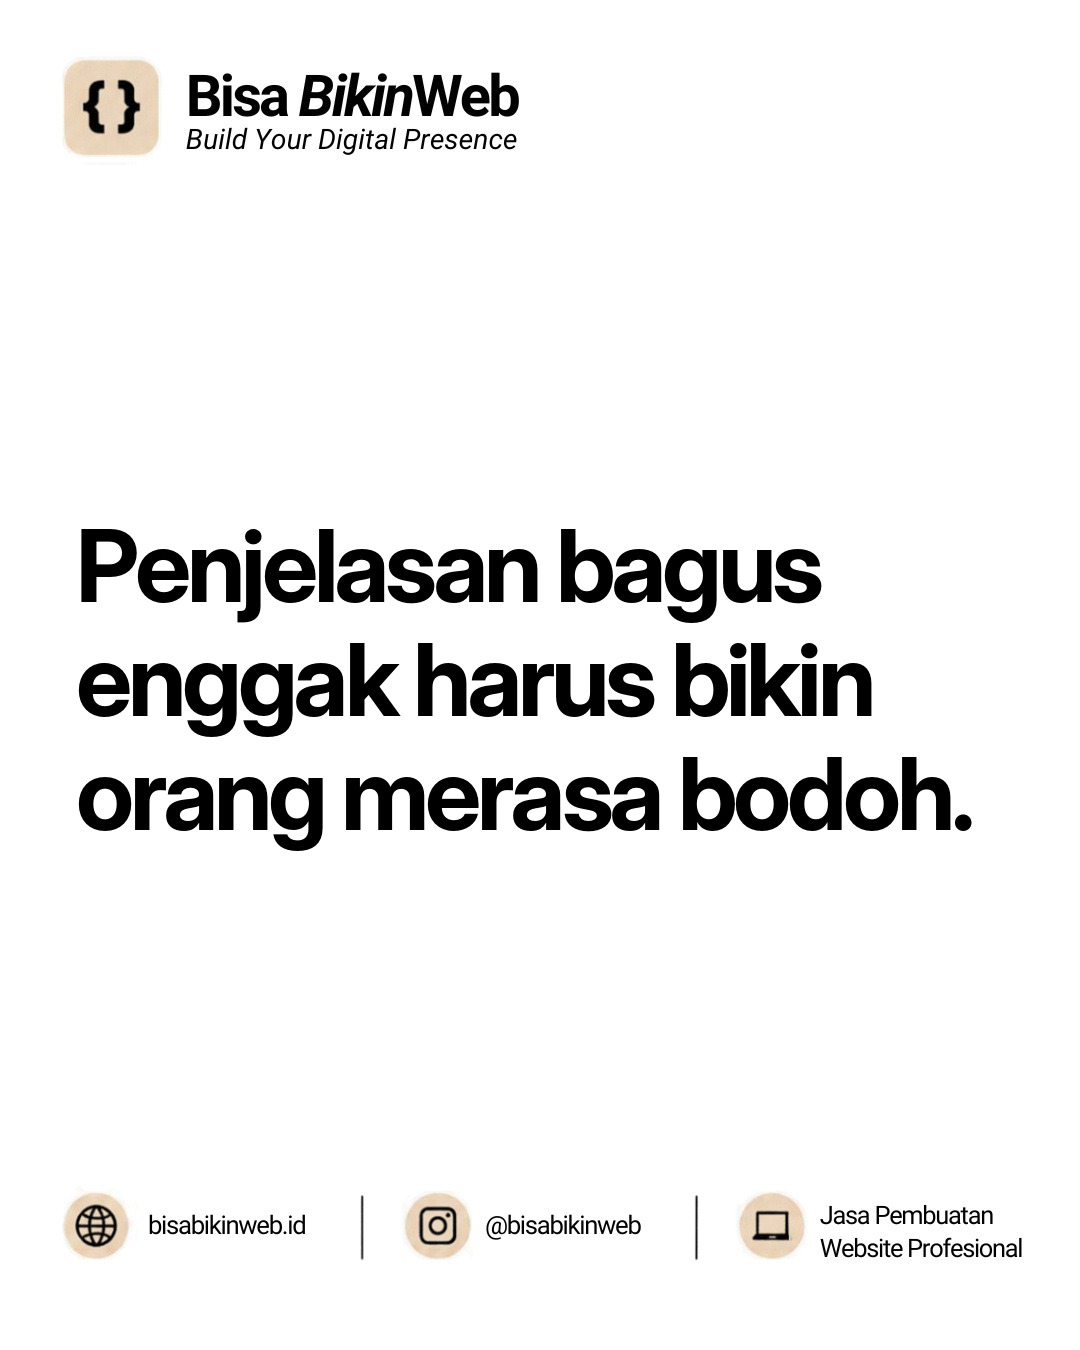 { }
Bisa BikinWeb
Build Your Digital Presence
Penjelasan bagus
enggak harus bikin
orang merasa bodoh.
bisabikinweb.id
@bisabikinweb
Jasa Pembuatan
Website Profesional